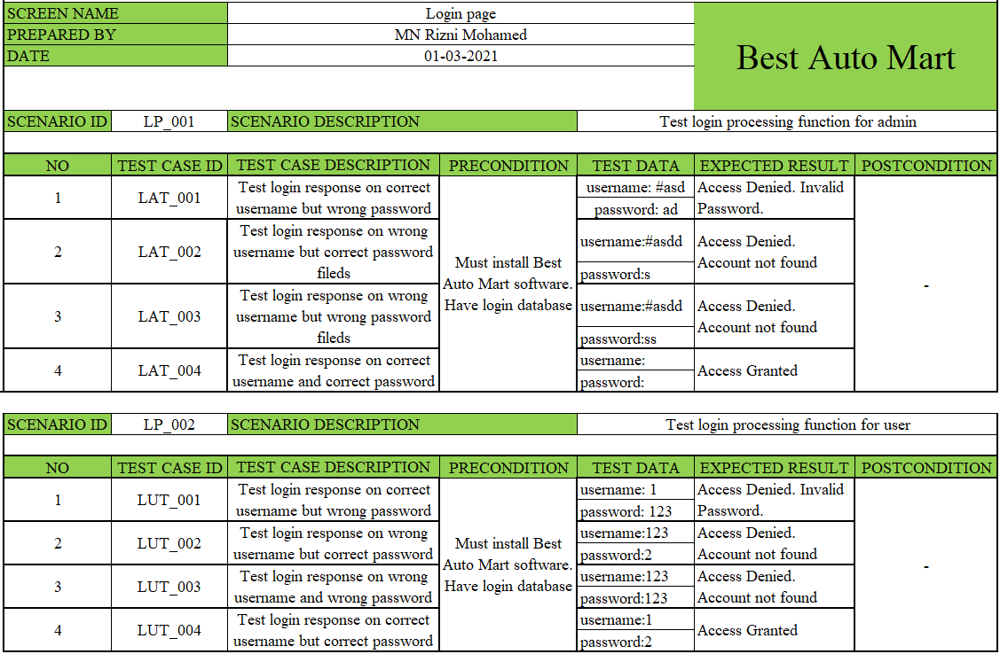 SCREEN NAME Login page
PREPARED BY MN Rizni Mohamed
DATE 01-03-2021
Best Auto Mart
SCENARIO ID LP_001 SCENARIO DESCRIPTION Test login processing function for admin
NO TEST CASE ID TEST CASE DESCRIPTION PRECONDITION TEST DATA EXPECTED RESULT POSTCONDITION
1
LAT_001
Test login response on correct
username but wrong password
Must install Best
Auto Mart software.
Have login database
username: #asd
password: ad
Access Denied. Invalid
Password.
-
2
LAT_002
Test login response on wrong
username but correct password
fileds
username:#asdd
password:s
Access Denied.
Account not found
3
LAT_003
Test login response on wrong
username but wrong password
fileds
username:#asdd
password:ss
Access Denied.
Account not found
4
LAT_004
Test login response on correct
username and correct password
username:
password:
Access Granted
SCENARIO ID LP_002 SCENARIO DESCRIPTION Test login processing function for user
NO TEST CASE ID TEST CASE DESCRIPTION PRECONDITION TEST DATA EXPECTED RESULT POSTCONDITION
1
LUT_001
Test login response on correct
username but wrong password
Must install Best
Auto Mart software.
Have login database
username: 1
password: 123
Access Denied. Invalid
Password.
-
2
LUT_002
Test login response on wrong
username but correct password
username:123
password:2
Access Denied.
Account not found
3
LUT_003
Test login response on wrong
username and wrong password
username:123
password:123
Access Denied.
Account not found
4
LUT_004
Test login response on correct
username but correct password
username:1
password:2
Access Granted